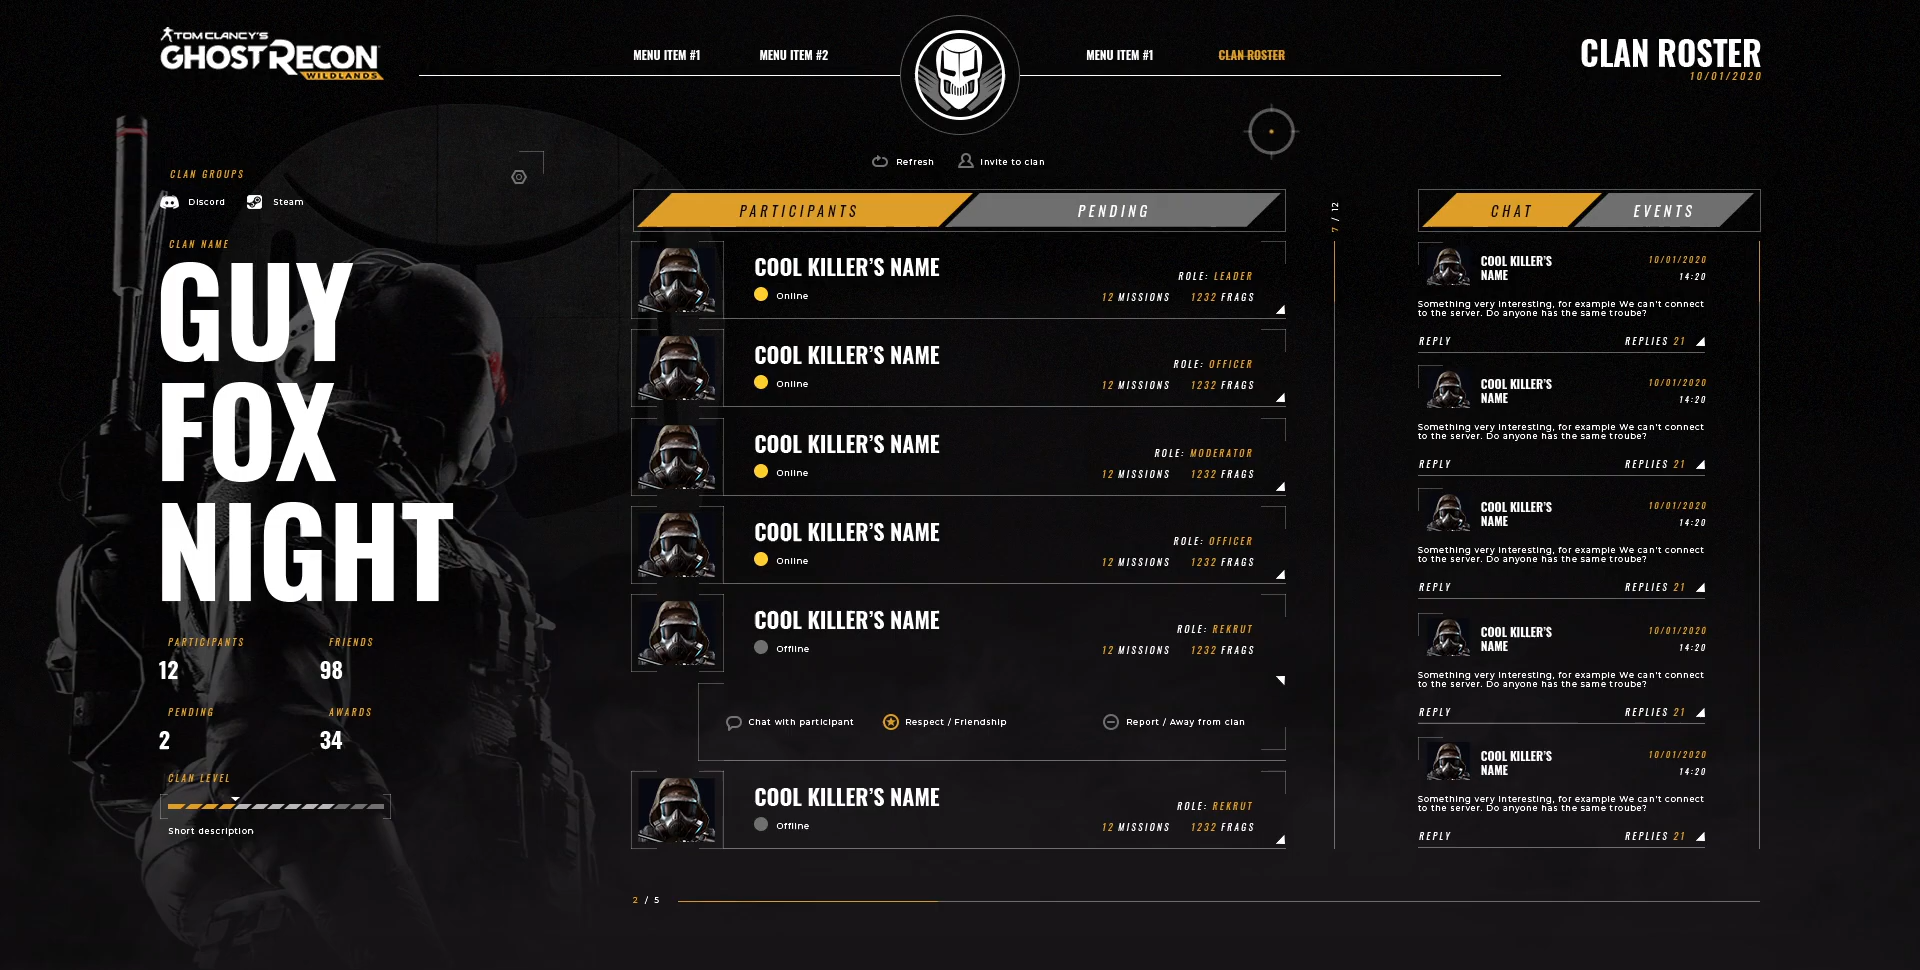 TOM CLANCY'S
GHOST RECON
WILDLANDS
MENU ITEM #1
MENU ITEM #2
MENU ITEM #1
CLAN ROSTER
CLAN ROSTER
10/01/2020
Refresh
Invite to clan
CLAN GROUPS
Discord
Steam
CLAN NAME
GUY
FOX
NIGHT
PARTICIPANTS
FRIENDS
12
98
PENDING
AWARDS
2
34
CLAN LEVEL
Short description
PARTICIPANTS
PENDING
COOL KILLER'S NAME
Online
ROLE: LEADER
12 MISSIONS 1232 FRAGS
COOL KILLER'S NAME
Online
ROLE: OFFICER
12 MISSIONS 1232 FRAGS
COOL KILLER'S NAME
Online
ROLE: MODERATOR
12 MISSIONS 1232 FRAGS
COOL KILLER'S NAME
Online
ROLE: OFFICER
12 MISSIONS 1232 FRAGS
COOL KILLER'S NAME
Offline
ROLE: REKRUT
12 MISSIONS 1232 FRAGS
Chat with participant
Respect / Friendship
Report / Away from clan
COOL KILLER'S NAME
Offline
ROLE: REKRUT
12 MISSIONS 1232 FRAGS
7 / 12
CHAT
EVENTS
COOL KILLER'S
NAME
10/01/2020
14:20
Something very interesting, for example We can't connect
to the server. Do anyone has the same troube?
REPLY
REPLIES 21
COOL KILLER'S
NAME
10/01/2020
14:20
Something very interesting, for example We can't connect
to the server. Do anyone has the same troube?
REPLY
REPLIES 21
COOL KILLER'S
NAME
10/01/2020
14:20
Something very interesting, for example We can't connect
to the server. Do anyone has the same troube?
REPLY
REPLIES 21
COOL KILLER'S
NAME
10/01/2020
14:20
Something very interesting, for example We can't connect
to the server. Do anyone has the same troube?
REPLY
REPLIES 21
COOL KILLER'S
NAME
10/01/2020
14:20
Something very interesting, for example We can't connect
to the server. Do anyone has the same troube?
REPLY
REPLIES 21
2 / 5